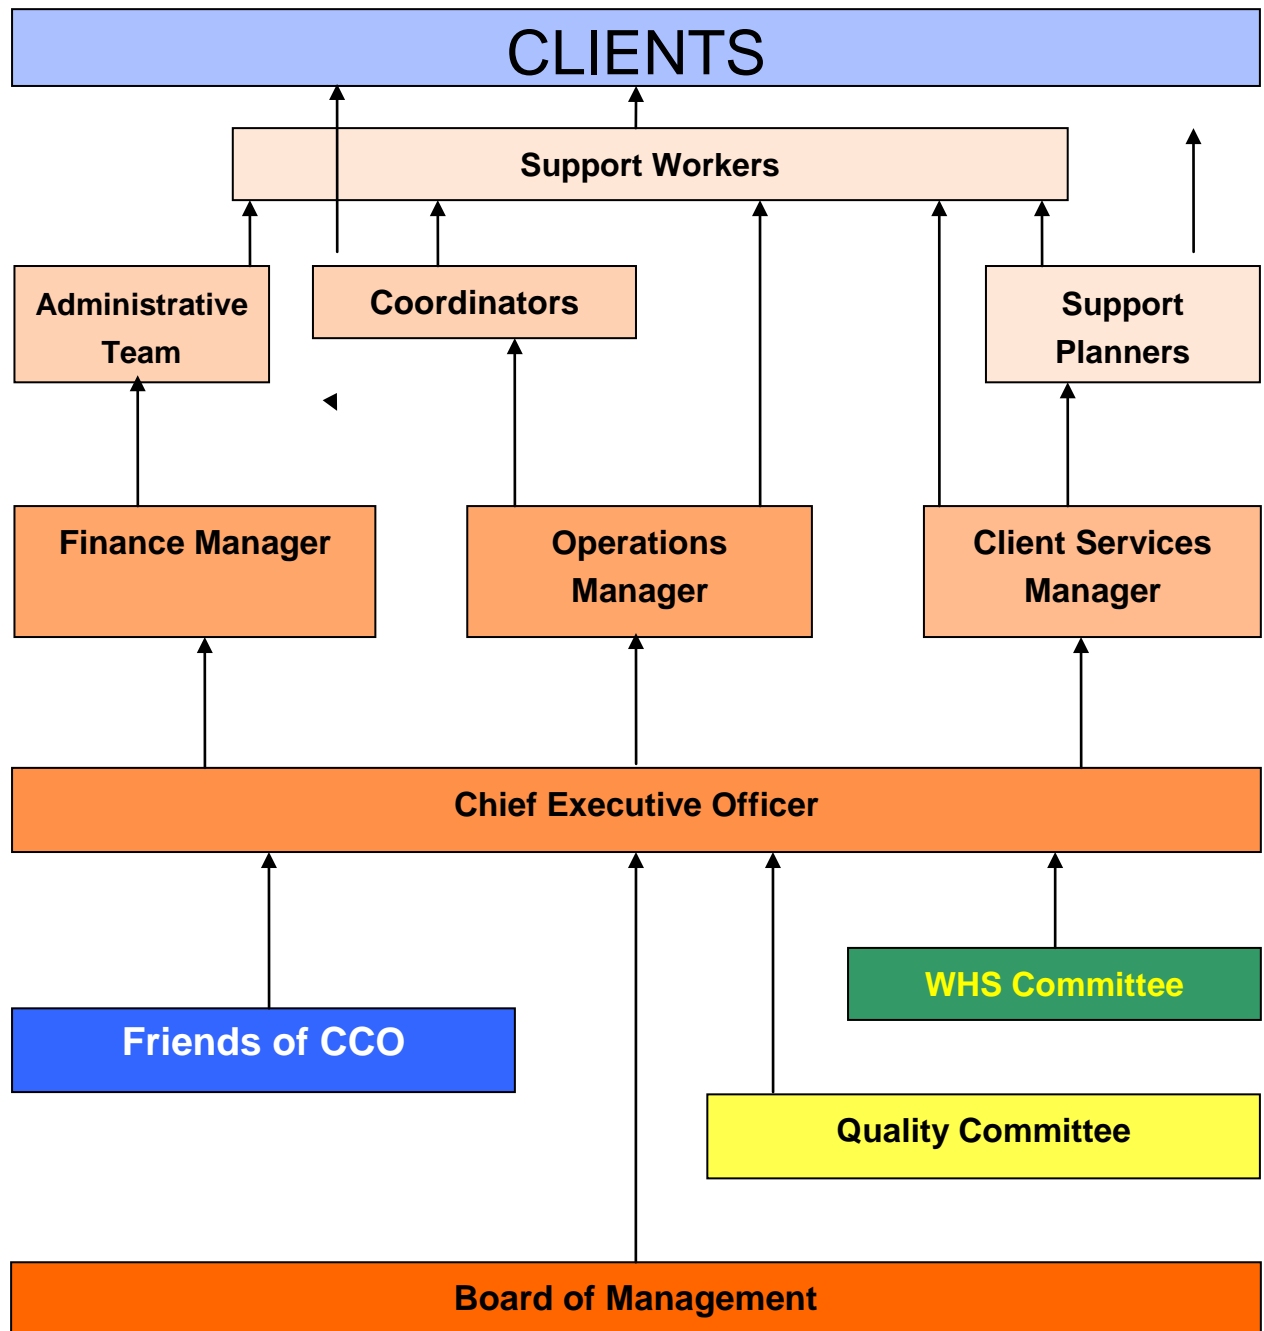 CLIENTS
Support Workers
Administrative
Team
Coordinators
Support
Planners
Finance Manager
Operations
Manager
Client Services
Manager
Chief Executive Officer
WHS Committee
Friends of CCO
Quality Committee
Board of Management